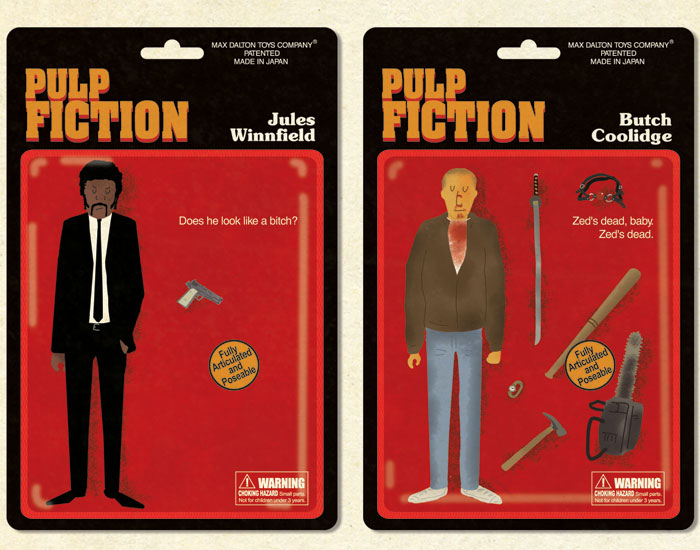 MAX DALTON TOYS COMPANY®
PATENTED
MADE IN JAPAN
PULP
FICTION
Jules
Winnfield
Does he look like a bitch?
Fully
Articulated
and
Poseable
WARNING
CHOKING HAZARD Small parts.
Not for children under 3 years.
MAX DALTON TOYS COMPANY®
PATENTED
MADE IN JAPAN
PULP
FICTION
Butch
Coolidge
Zed's dead, baby.
Zed's dead.
Fully
Articulated
and
Poseable
WARNING
CHOKING HAZARD Small parts.
Not for children under 3 years.